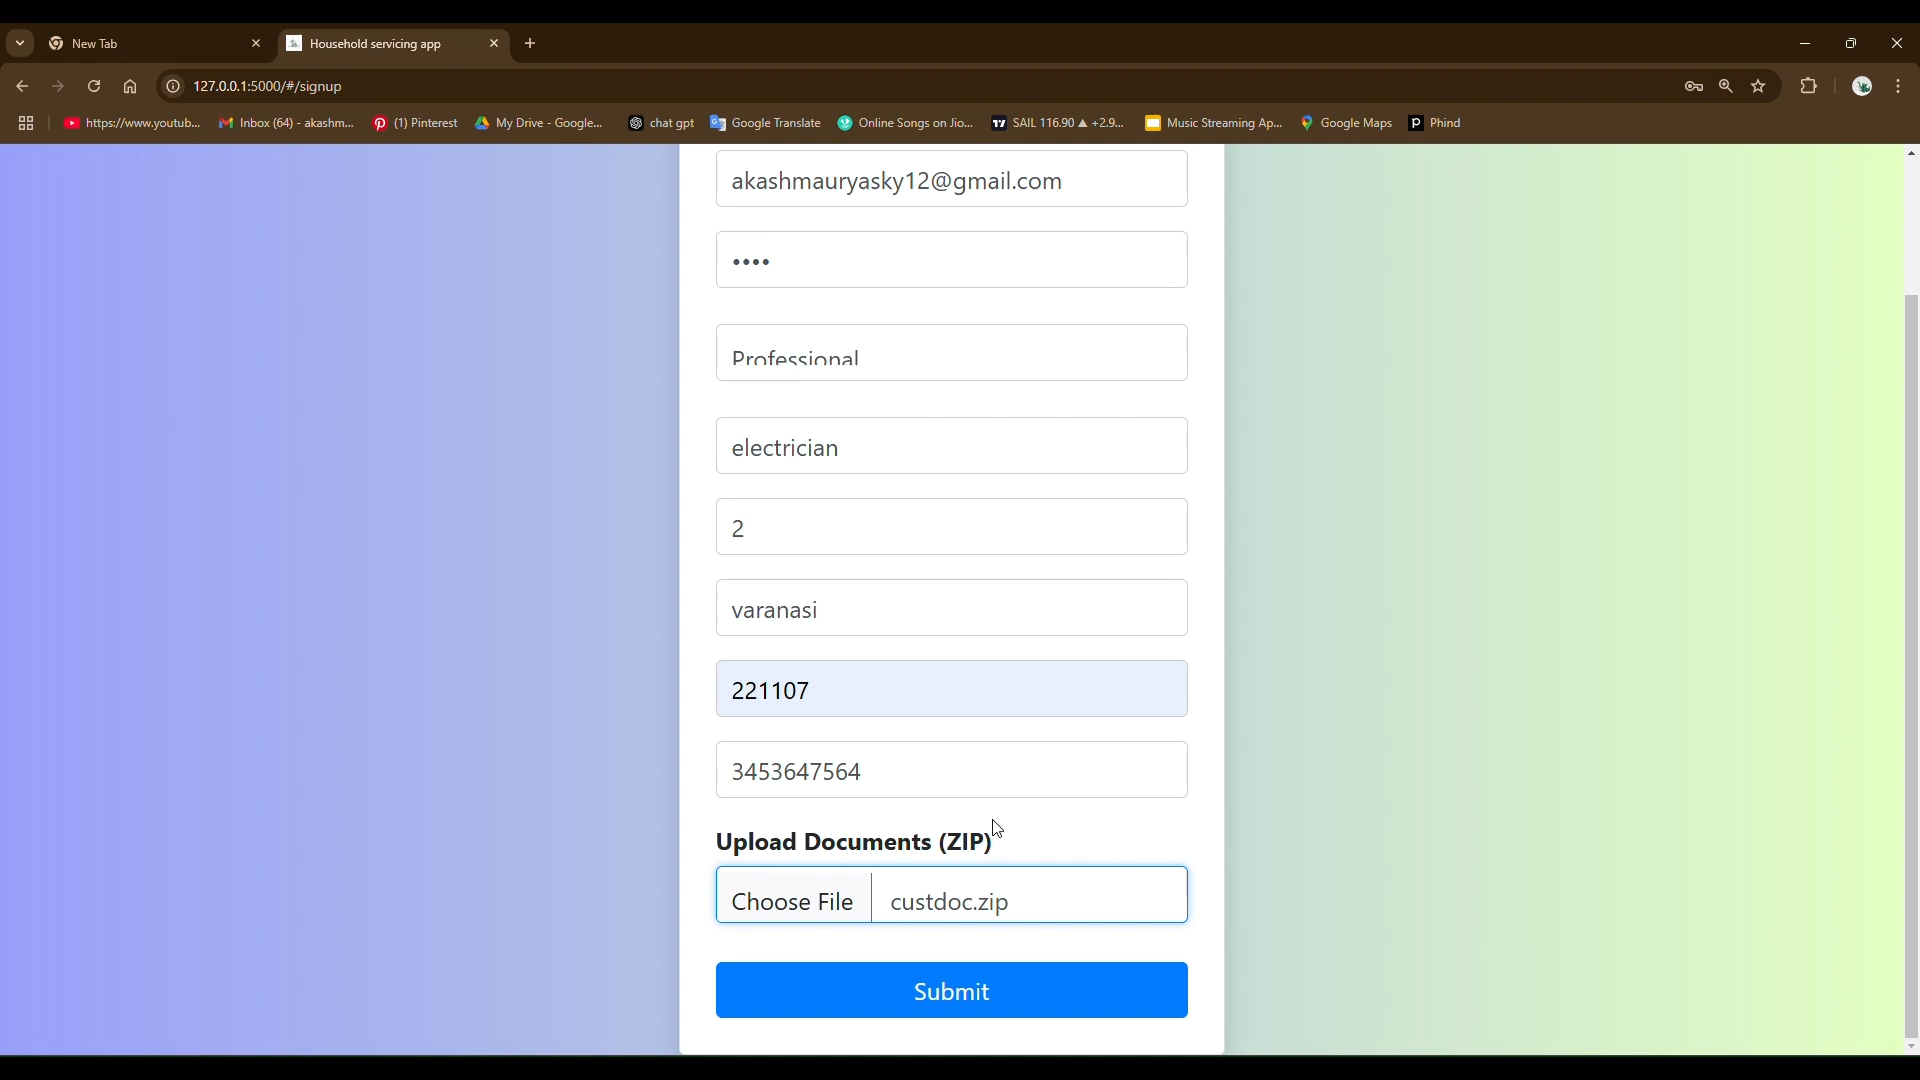 New Tab
Household servicing app
127.0.0.1:5000/#/signup
https://www.youtub...
Inbox (64) - akashm...
(1) Pinterest
My Drive - Google...
chat gpt
Google Translate
Online Songs on Jio...
SAIL 116.90 ▲ +2.9...
Music Streaming Ap...
Google Maps
Phind
akashmauryasky12@gmail.com
••••
Professional
electrician
2
varanasi
221107
3453647564
Upload Documents (ZIP)
Choose File custdoc.zip
Submit